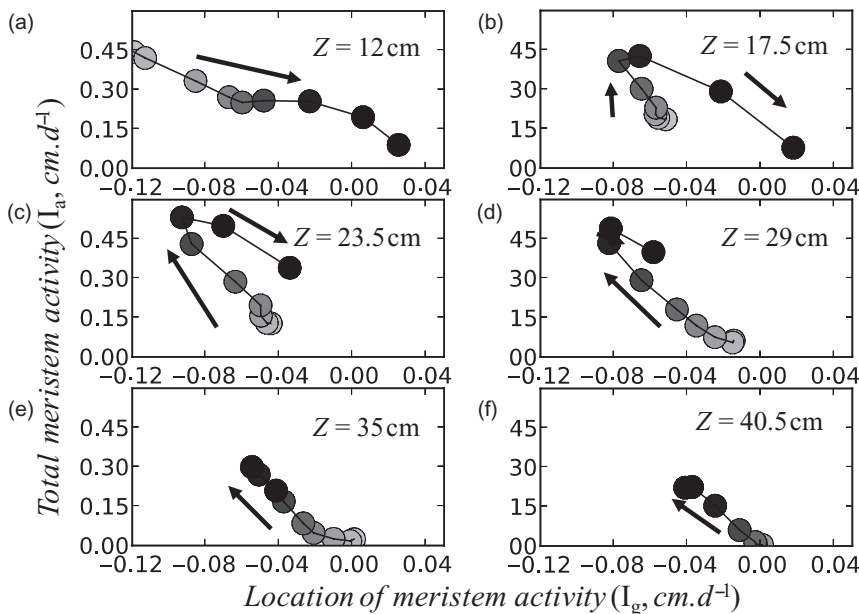 (a)
Z = 12 cm
0.45
0.30
0.15
0.00
−0.12 −0.08 −0.04 0.00 0.04
(b)
Z = 17.5 cm
45
30
15
0.00
−0.12 −0.08 −0.04 0.00 0.04
(c)
Z = 23.5 cm
0.45
0.30
0.15
0.00
−0.12 −0.08 −0.04 0.00 0.04
(d)
Z = 29 cm
45
30
15
0.00
−0.12 −0.08 −0.04 0.00 0.04
(e)
Z = 35 cm
0.45
0.30
0.15
0.00
−0.12 −0.08 −0.04 0.00 0.04
(f)
Z = 40.5 cm
45
30
15
0.00
−0.12 −0.08 −0.04 0.00 0.04
Total meristem activity (Iₐ, cm.d⁻¹)
Location of meristem activity (I_g, cm.d⁻¹)